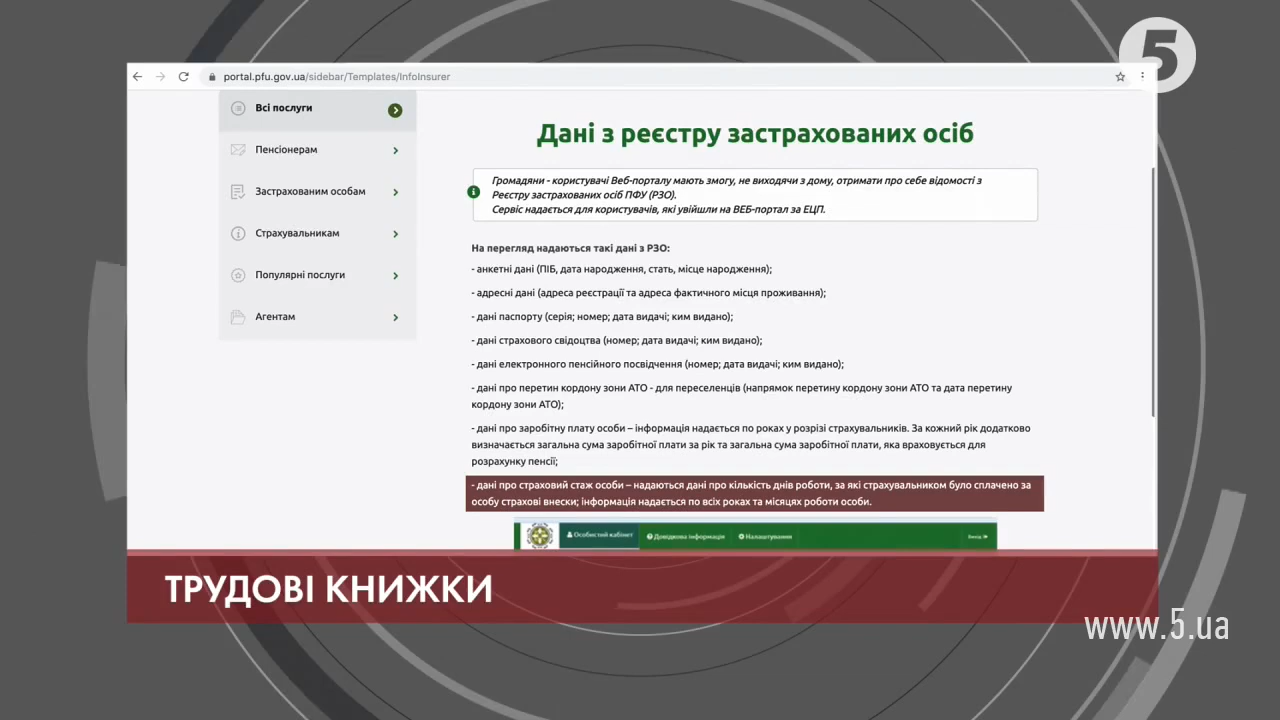 5
portal.pfu.gov.ua/sidebar/Templates/InfoInsurer
Всі послуги
Пенсіонерам
Застрахованим особам
Страхувальникам
Популярні послуги
Агентам
Дані з реєстру застрахованих осіб
Громадяни - користувачі Веб-порталу мають змогу, не виходячи з дому, отримати про себе відомості з
Реєстру застрахованих осіб ПФУ (РЗО).
Сервіс надається для користувачів, які увійшли на ВЕБ-портал за ЕЦП.
На перегляд надаються такі дані з РЗО:
- анкетні дані (ПІБ, дата народження, стать, місце народження);
- адресні дані (адреса реєстрації та адреса фактичного місця проживання);
- дані паспорту (серія; номер; дата видачі; ким видано);
- дані страхового свідоцтва (номер; дата видачі; ким видано);
- дані електронного пенсійного посвідчення (номер; дата видачі; ким видано);
- дані про перетин кордону зони АТО - для переселенців (напрямок перетину кордону зони АТО та дата перетину
кордону зони АТО);
- дані про заробітну плату особи – інформація надається по роках у розрізі страхувальників. За кожний рік додатково
визначається загальна сума заробітної плати за рік та загальна сума заробітної плати, яка враховується для
розрахунку пенсії;
- дані про страховий стаж особи – надаються дані про кількість днів роботи, за які страхувальником було сплачено за
особу страхові внески; інформація надається по всіх роках та місяцях роботи особи.
Особистий кабінет
Довідкова інформація
Налаштування
Вихід
ТРУДОВІ КНИЖКИ
www.5.ua